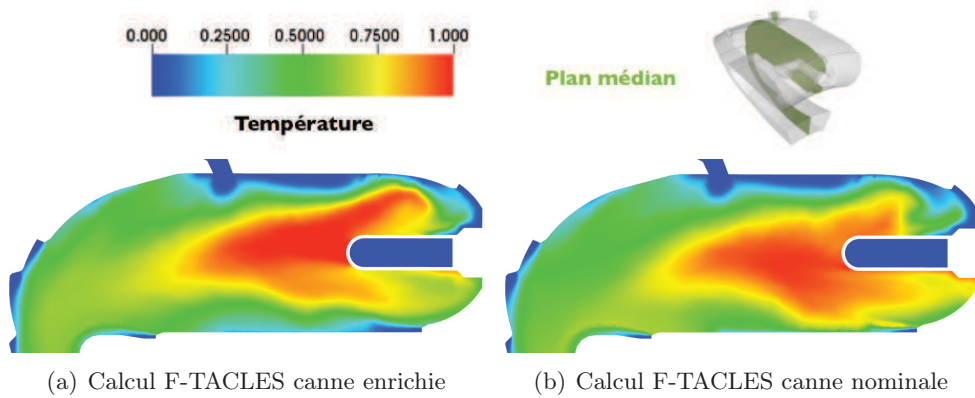 0.000 0.2500 0.5000 0.7500 1.000
Température
Plan médian
(a) Calcul F-TACLES canne enrichie
(b) Calcul F-TACLES canne nominale